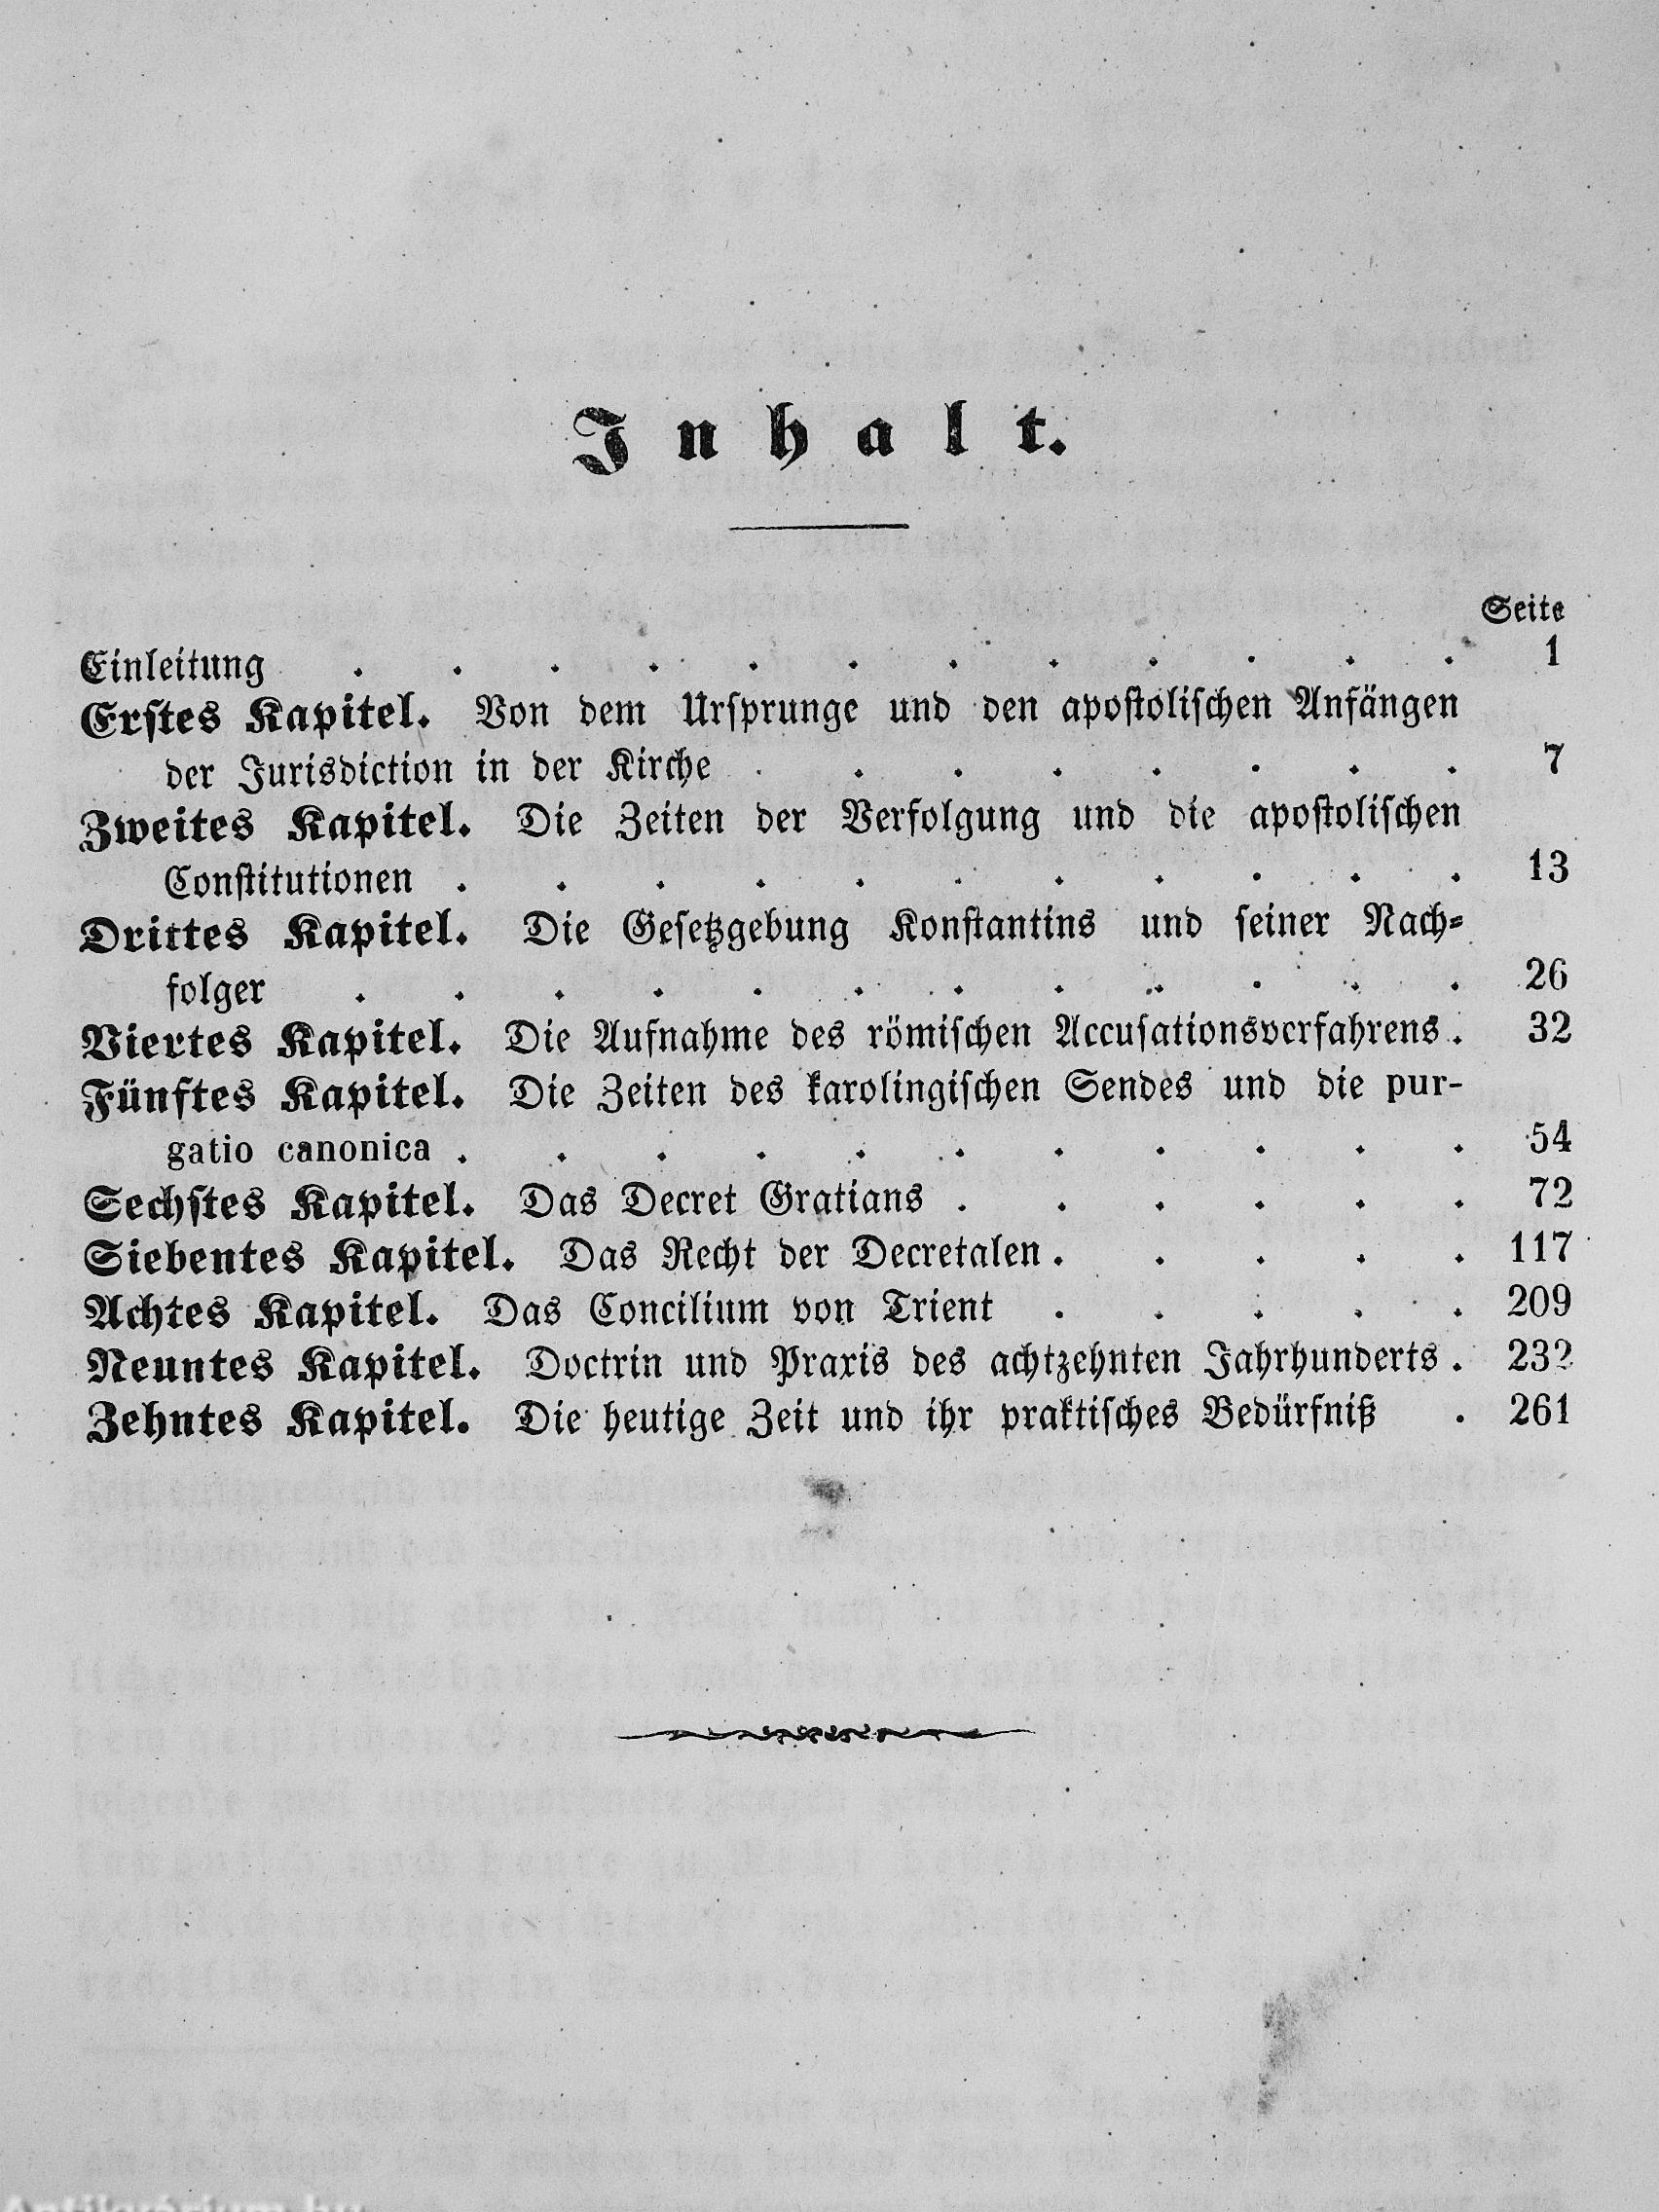 Inhalt.
Seite
Einleitung . . . . . . . . . . . . 1
Erstes Kapitel. Von dem Ursprunge und den apostolischen Anfängen
der Jurisdiction in der Kirche . . . . . . . . 7
Zweites Kapitel. Die Zeiten der Verfolgung und die apostolischen
Constitutionen . . . . . . . . . . . 13
Drittes Kapitel. Die Gesetzgebung Konstantins und seiner Nach-
folger . . . . . . . . . . . . 26
Viertes Kapitel. Die Aufnahme des römischen Accusationsverfahrens . 32
Fünftes Kapitel. Die Zeiten des karolingischen Sendes und die pur-
gatio canonica . . . . . . . . . . . 54
Sechstes Kapitel. Das Decret Gratians . . . . . . 72
Siebentes Kapitel. Das Recht der Decretalen . . . . . 117
Achtes Kapitel. Das Concilium von Trient . . . . . 209
Neuntes Kapitel. Doctrin und Praxis des achtzehnten Jahrhunderts . 232
Zehntes Kapitel. Die heutige Zeit und ihr praktisches Bedürfniß . 261